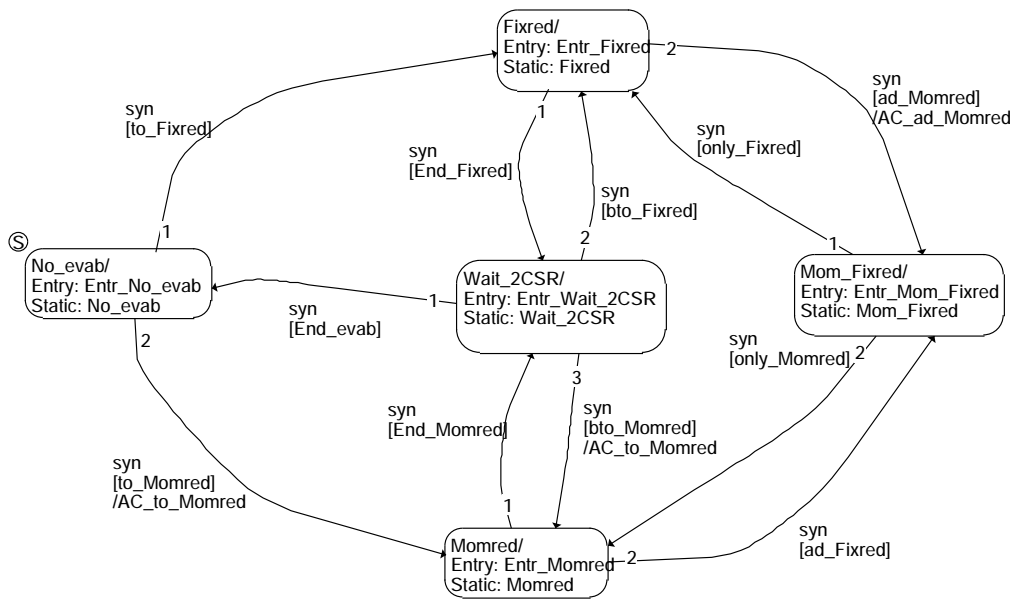 Fixred/
Entry: Entr_Fixred
Static: Fixred
2
1
syn
[to_Fixred]
syn
[ad_Momred]
/AC_ad_Momred
syn
[only_Fixred]
syn
[End_Fixred]
syn
[bto_Fixred]
1
2
1
S
No_evab/
Entry: Entr_No_evab
Static: No_evab
Wait_2CSR/
Entry: Entr_Wait_2CSR
Static: Wait_2CSR
Mom_Fixred/
Entry: Entr_Mom_Fixred
Static: Mom_Fixred
1
syn
[End_evab]
2
syn
[only_Momred]
2
3
syn
[End_Momred]
syn
[bto_Momred]
/AC_to_Momred
syn
[to_Momred]
/AC_to_Momred
1
Momred/
Entry: Entr_Momred
Static: Momred
2
syn
[ad_Fixred]